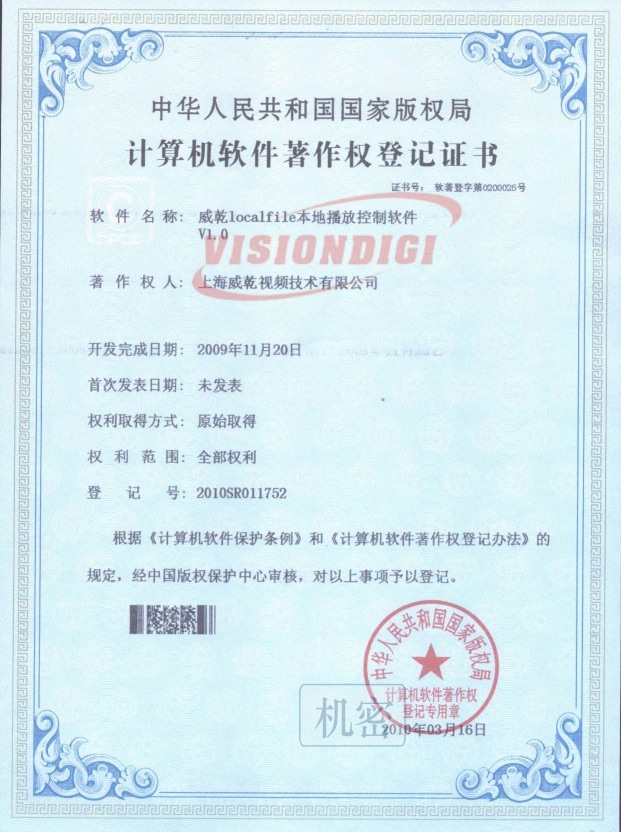 中华人民共和国国家版权局
计算机软件著作权登记证书
证书号： 软著登字第0200025号
软件名称： 威乾localfile本地播放控制软件
V1.0
VISIONDIGI
著作权人： 上海威乾视频技术有限公司
开发完成日期： 2009年11月20日
首次发表日期： 未发表
权利取得方式： 原始取得
权利范围： 全部权利
登记号： 2010SR011752
根据《计算机软件保护条例》和《计算机软件著作权登记办法》的
规定，经中国版权保护中心审核，对以上事项予以登记。
中华人民共和国国家版权局
计算机软件著作权
登记专用章
机密
2010年03月16日